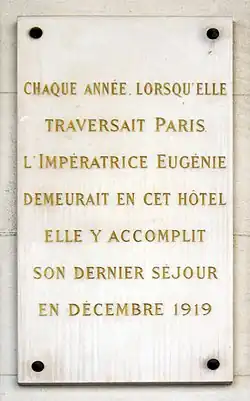 CHAQUE ANNÉE, LORSQU'ELLE
TRAVERSAIT PARIS
L'IMPÉRATRICE EUGÉNIE
DEMEURAIT EN CET HÔTEL
ELLE Y ACCOMPLIT
SON DERNIER SÉJOUR
EN DÉCEMBRE 1919